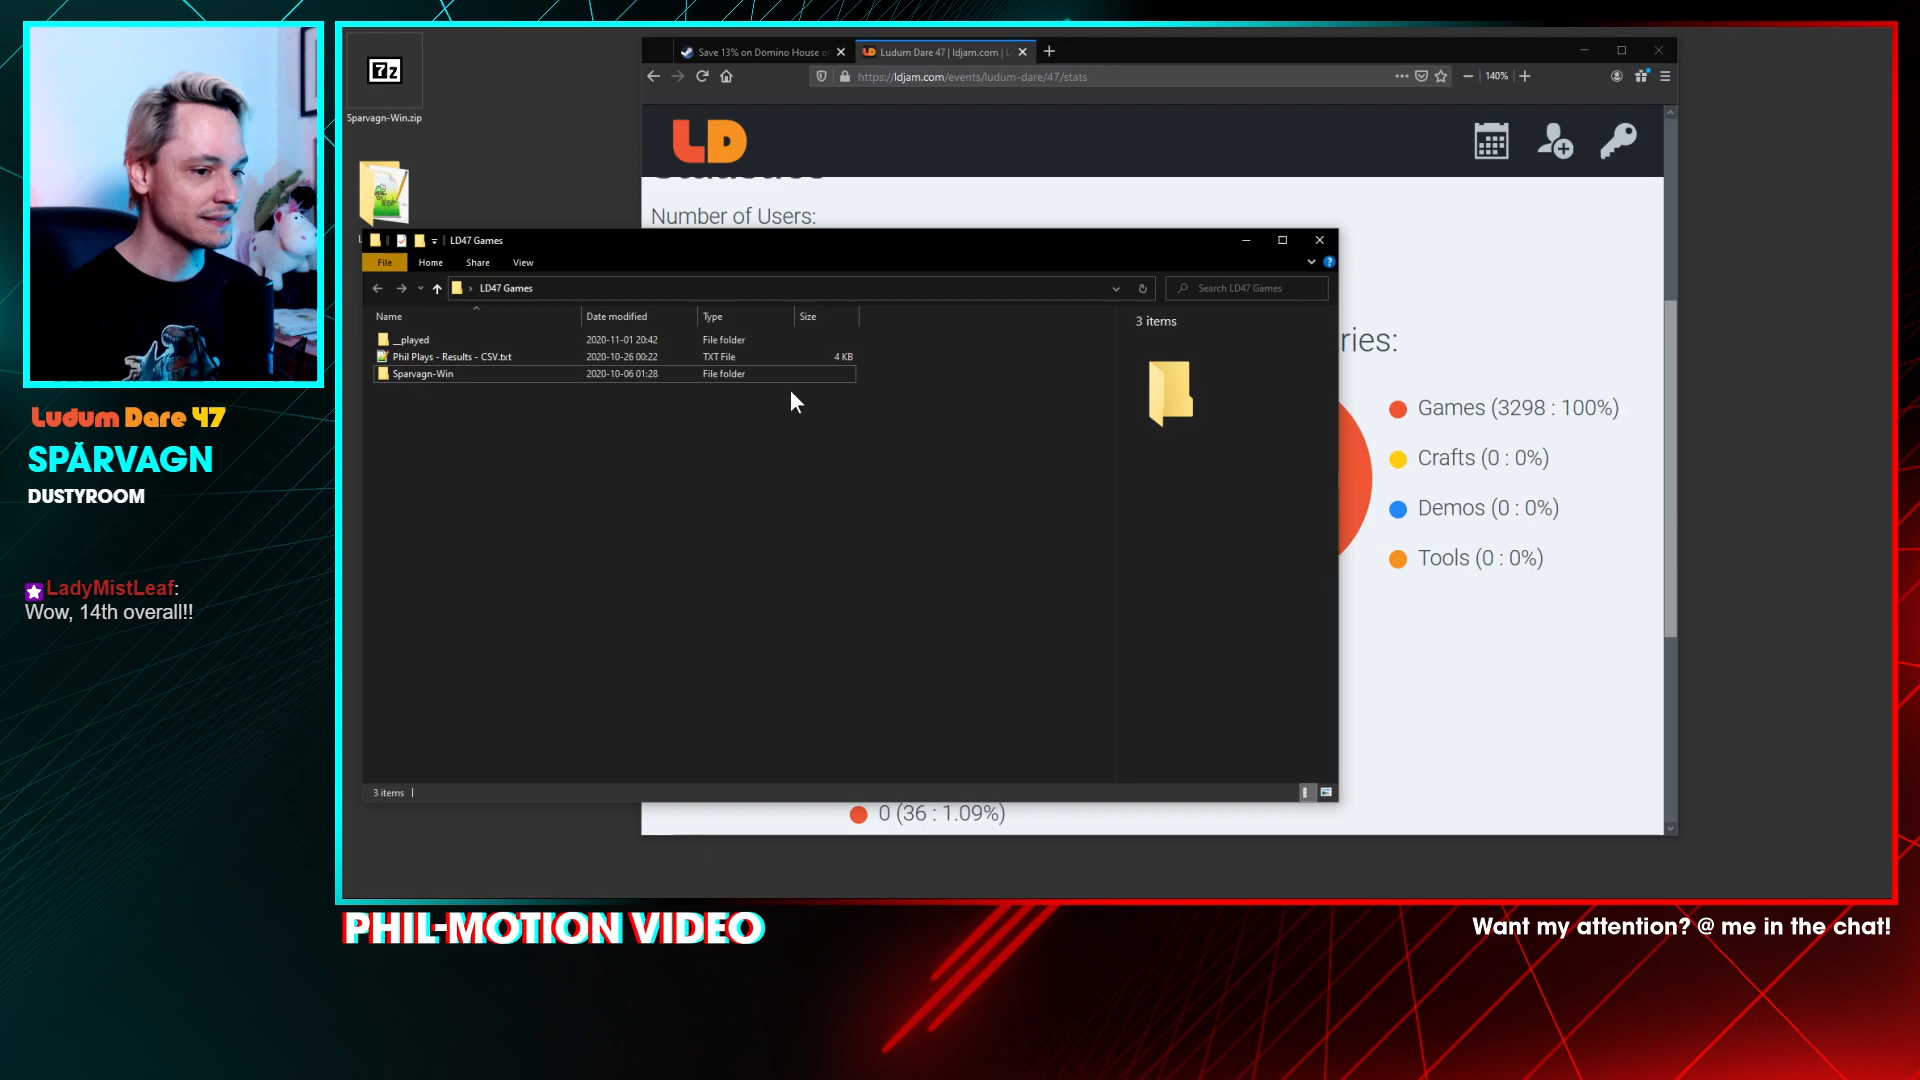 7z
Sparvagn-Win.zip
Save 13% on Domino House o
Ludum Dare 47 | ldjam.com |
https://ldjam.com/events/ludum-dare/47/stats
140%
LD
Number of Users:
LD47 Games
File
Home
Share
View
LD47 Games
Search LD47 Games
Name
Date modified
Type
Size
__played
2020-11-01 20:42
File folder
Phil Plays - Results - CSV.txt
2020-10-26 00:22
TXT File
4 KB
Sparvagn-Win
2020-10-06 01:28
File folder
3 items
3 items
ries:
Games (3298 : 100%)
Crafts (0 : 0%)
Demos (0 : 0%)
Tools (0 : 0%)
0 (36 : 1.09%)
Ludum Dare 47
SPÅRVAGN
DUSTYROOM
LadyMistLeaf:
Wow, 14th overall!!
PHIL-MOTION VIDEO
Want my attention? @ me in the chat!